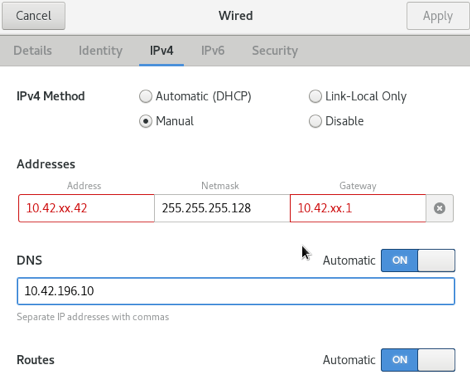 Cancel Wired Apply
Details Identity IPv4 IPv6 Security
IPv4 Method Automatic (DHCP) Link-Local Only
Manual Disable
Addresses
Address Netmask Gateway
10.42.xx.42 255.255.255.128 10.42.xx.1
DNS Automatic ON
10.42.196.10
Separate IP addresses with commas
Routes Automatic ON